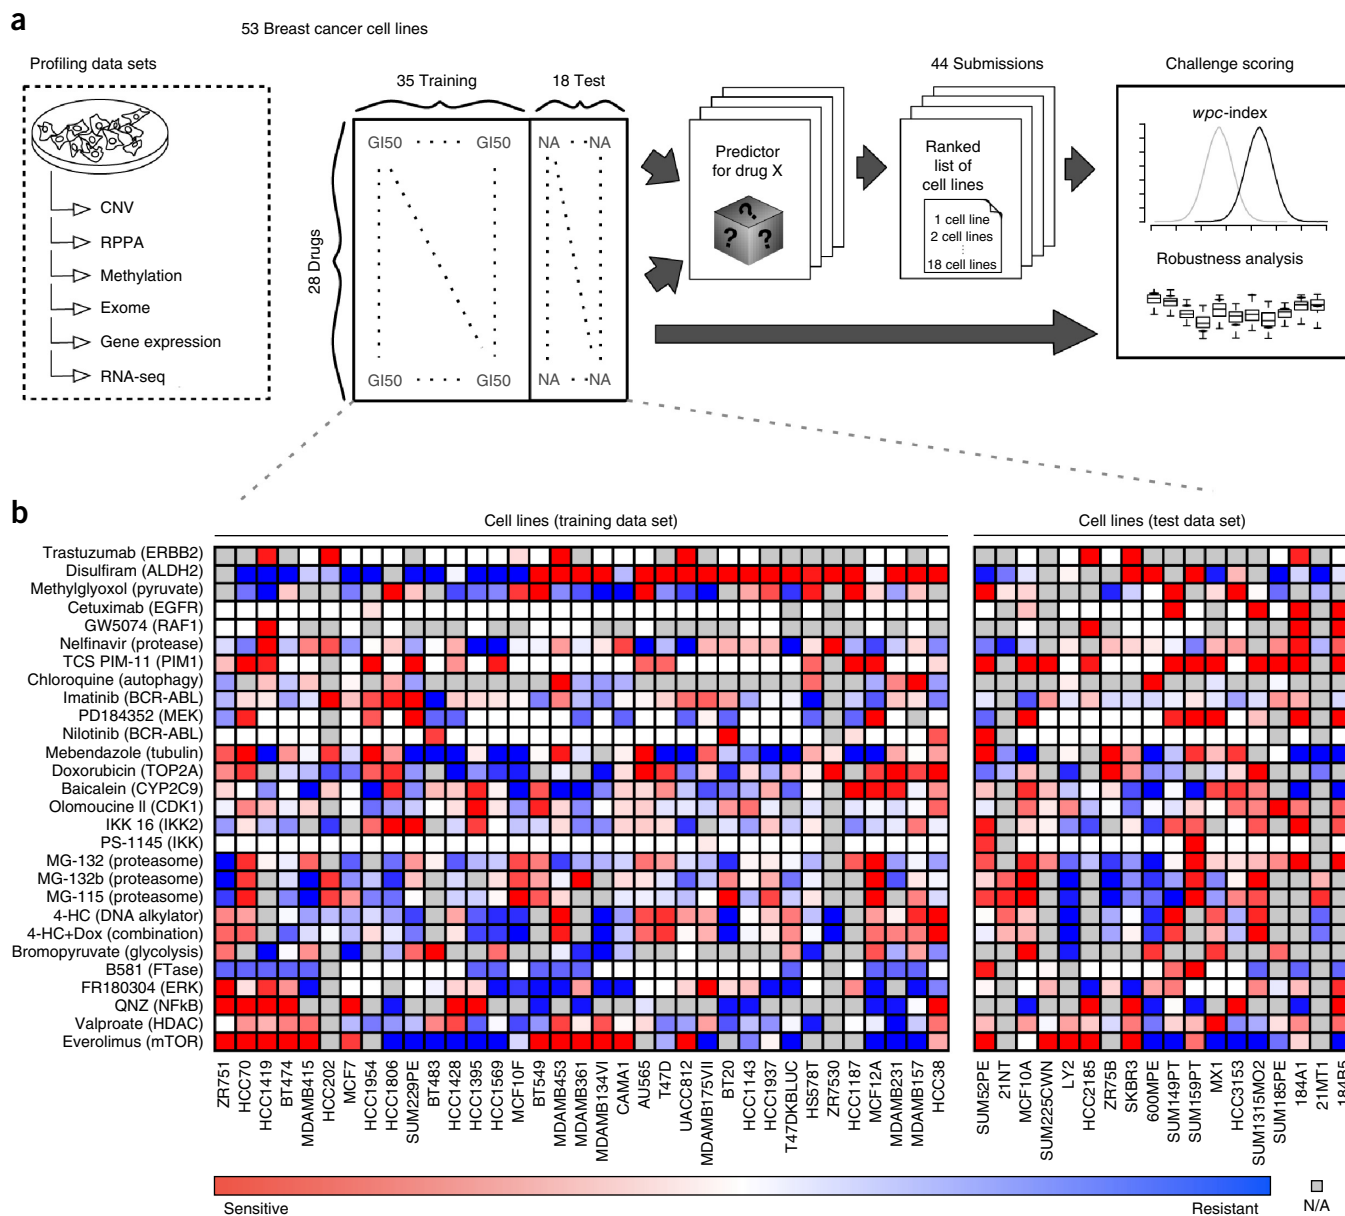 a
53 Breast cancer cell lines
Profiling data sets
CNV
RPPA
Methylation
Exome
Gene expression
RNA-seq
35 Training
18 Test
28 Drugs
GI50 GI50 NA NA
GI50 GI50 NA NA
Predictor
for drug X
? ? ?
44 Submissions
Ranked
list of
cell lines
1 cell line
2 cell lines
18 cell lines
Challenge scoring
wpc-index
Robustness analysis
b
Cell lines (training data set)
Cell lines (test data set)
Trastuzumab (ERBB2)
Disulfiram (ALDH2)
Methylglyoxol (pyruvate)
Cetuximab (EGFR)
GW5074 (RAF1)
Nelfinavir (protease)
TCS PIM-11 (PIM1)
Chloroquine (autophagy)
Imatinib (BCR-ABL)
PD184352 (MEK)
Nilotinib (BCR-ABL)
Mebendazole (tubulin)
Doxorubicin (TOP2A)
Baicalein (CYP2C9)
Olomoucine II (CDK1)
IKK 16 (IKK2)
PS-1145 (IKK)
MG-132 (proteasome)
MG-132b (proteasome)
MG-115 (proteasome)
4-HC (DNA alkylator)
4-HC+Dox (combination)
Bromopyruvate (glycolysis)
B581 (FTase)
FR180304 (ERK)
QNZ (NFkB)
Valproate (HDAC)
Everolimus (mTOR)
ZR751
HCC70
HCC1419
BT474
MDAMB415
HCC202
MCF7
HCC1954
HCC1806
SUM229PE
BT483
HCC1428
HCC1395
HCC1569
MCF10F
BT549
MDAMB453
MDAMB361
MDAMB134VI
CAMA1
AU565
T47D
UACC812
MDAMB175VII
BT20
HCC1143
HCC1937
T47DKBLUC
HS578T
ZR7530
HCC1187
MCF12A
MDAMB231
MDAMB157
HCC38
SUM52PE
21NT
MCF10A
SUM225CWN
LY2
HCC2185
ZR75B
SKBR3
600MPE
SUM149PT
SUM159PT
MX1
HCC3153
SUM1315MO2
SUM185PE
184A1
21MT1
184B5
Sensitive
Resistant
N/A